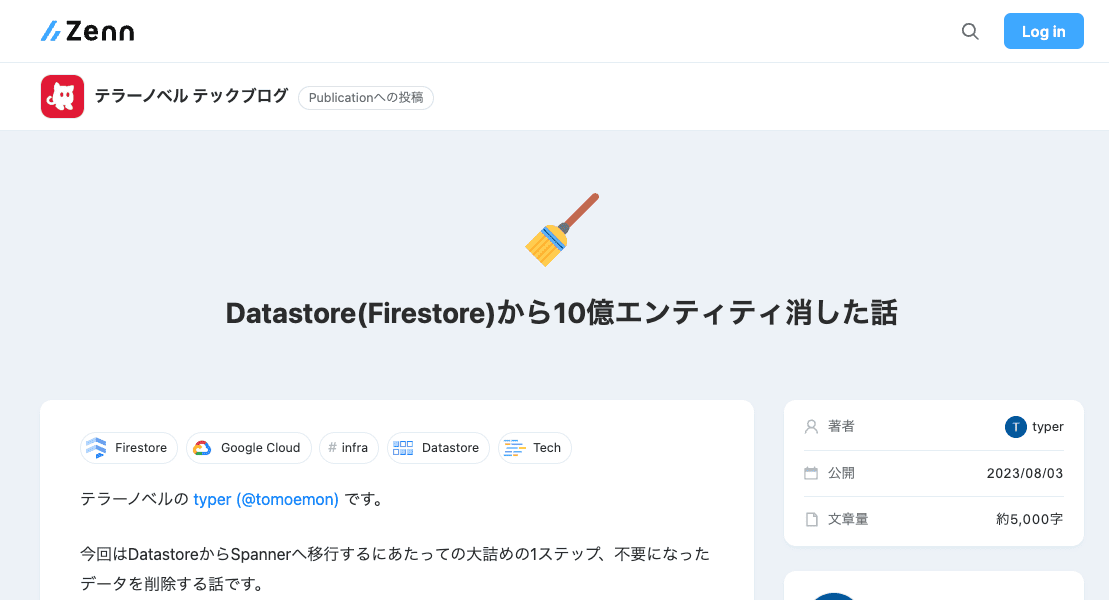 Zenn
Log in
テラーノベル テックブログ
Publicationへの投稿
Datastore(Firestore)から10億エンティティ消した話
Firestore
Google Cloud
# infra
Datastore
Tech
テラーノベルの typer (@tomoemon) です。
今回はDatastoreからSpannerへ移行するにあたっての大詰めの1ステップ、不要になった
データを削除する話です。
著者
T typer
公開
2023/08/03
文章量
約5,000字